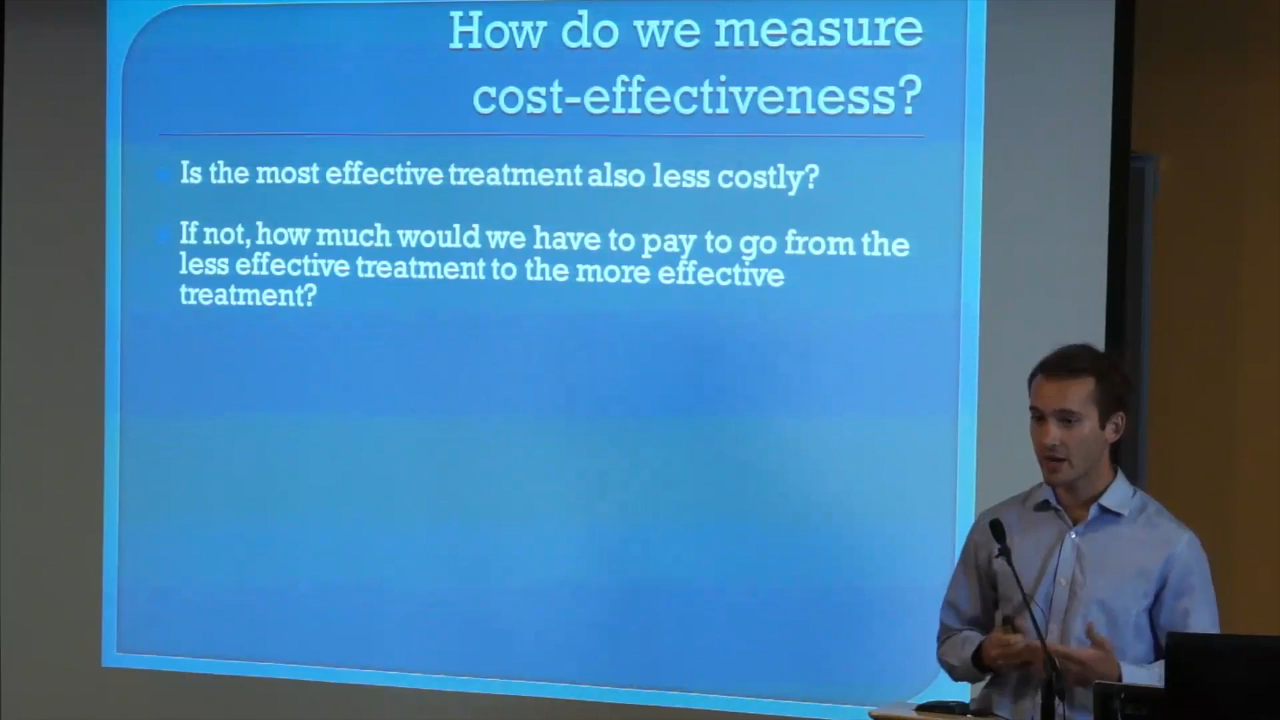 How do we measure
cost-effectiveness?
Is the most effective treatment also less costly?
If not, how much would we have to pay to go from the
less effective treatment to the more effective
treatment?